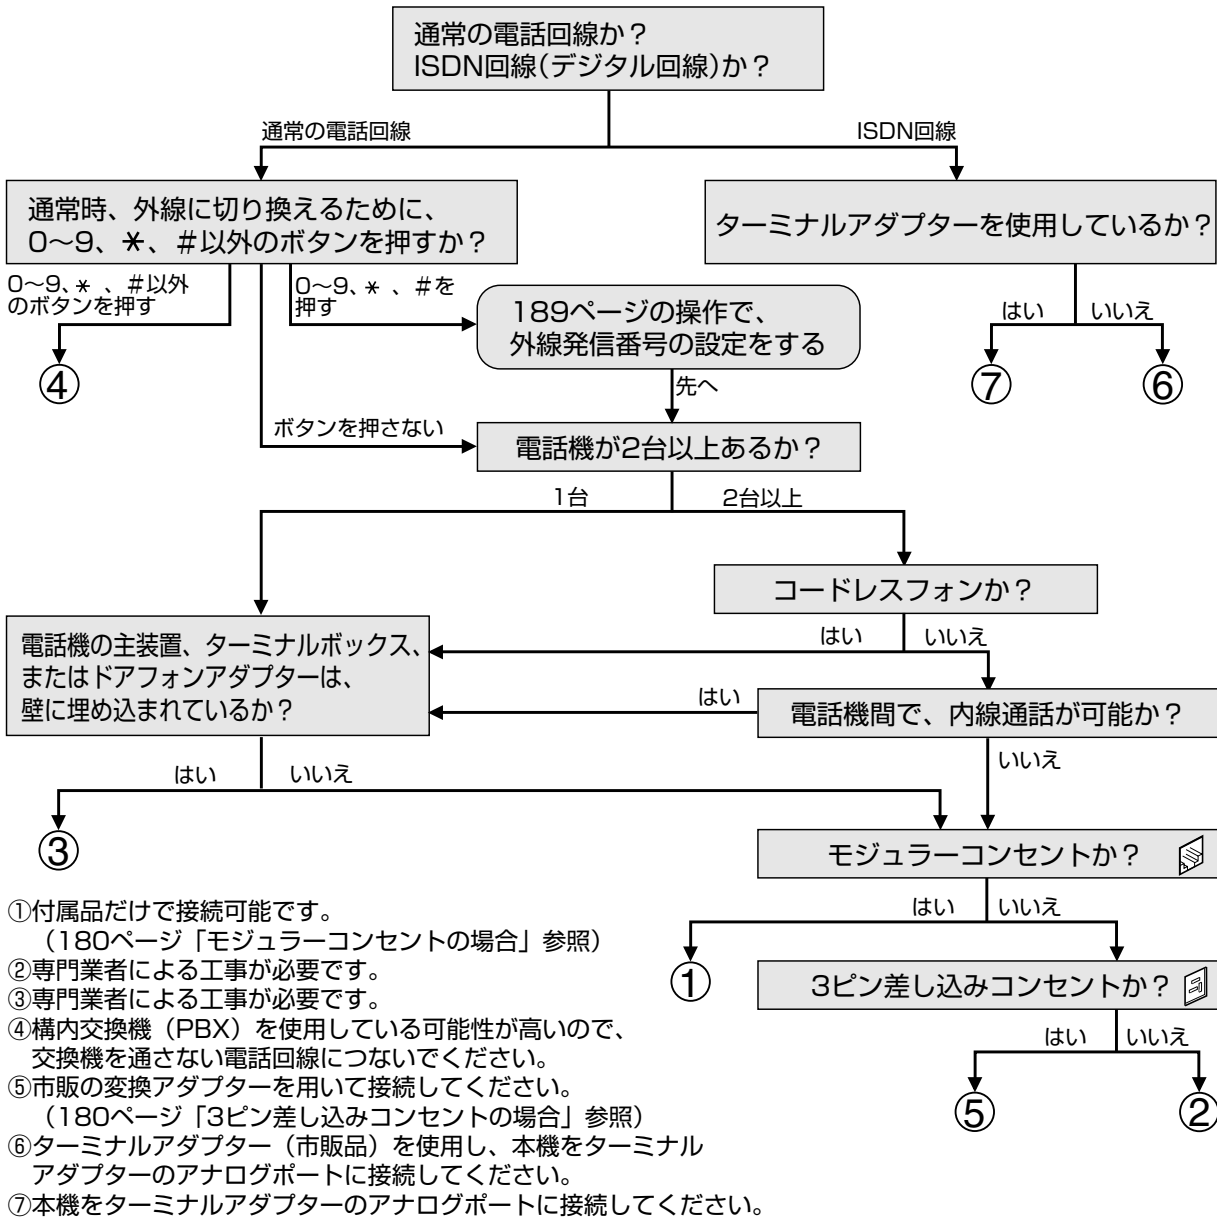 通常の電話回線か？
ISDN回線（デジタル回線）か？
通常の電話回線
ISDN回線
通常時、外線に切り換えるために、
0〜9、＊、＃以外のボタンを押すか？
ターミナルアダプターを使用しているか？
0〜9、＊ 、＃以外
のボタンを押す
0〜9、＊ 、＃を
押す
189ページの操作で、
外線発信番号の設定をする
はい
いいえ
④
⑦
⑥
先へ
ボタンを押さない
電話機が2台以上あるか？
1台
2台以上
コードレスフォンか？
電話機の主装置、ターミナルボックス、
またはドアフォンアダプターは、
壁に埋め込まれているか？
はい
いいえ
はい
電話機間で、内線通話が可能か？
はい
いいえ
いいえ
③
モジュラーコンセントか？
はい
いいえ
①
3ピン差し込みコンセントか？
はい
いいえ
⑤
②
①付属品だけで接続可能です。
（180ページ「モジュラーコンセントの場合」参照）
②専門業者による工事が必要です。
③専門業者による工事が必要です。
④構内交換機（PBX）を使用している可能性が高いので、
交換機を通さない電話回線につないでください。
⑤市販の変換アダプターを用いて接続してください。
（180ページ「3ピン差し込みコンセントの場合」参照）
⑥ターミナルアダプター（市販品）を使用し、本機をターミナル
アダプターのアナログポートに接続してください。
⑦本機をターミナルアダプターのアナログポートに接続してください。